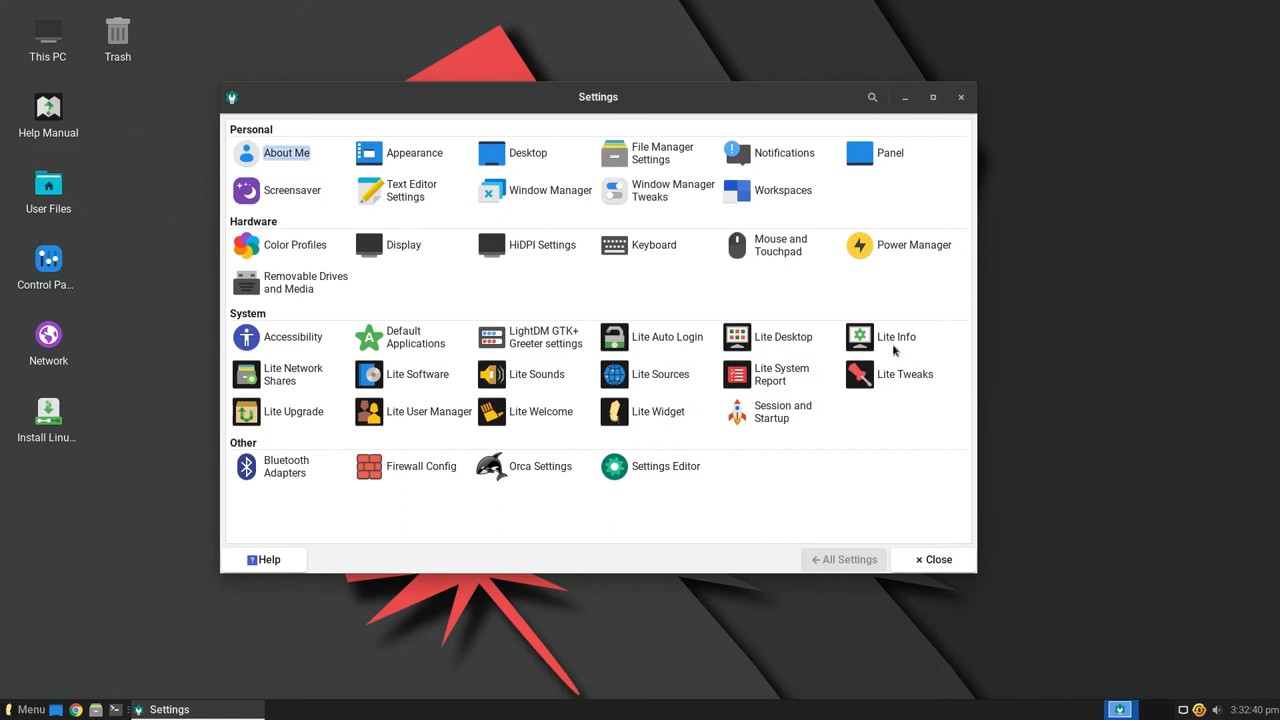 This PC
Trash
Help Manual
User Files
Control Pa...
Network
Install Linu...
Settings
Personal
About Me
Appearance
Desktop
File Manager
Settings
Notifications
Panel
Screensaver
Text Editor
Settings
Window Manager
Window Manager
Tweaks
Workspaces
Hardware
Color Profiles
Display
HiDPI Settings
Keyboard
Mouse and
Touchpad
Power Manager
Removable Drives
and Media
System
Accessibility
Default
Applications
LightDM GTK+
Greeter settings
Lite Auto Login
Lite Desktop
Lite Info
Lite Network
Shares
Lite Software
Lite Sounds
Lite Sources
Lite System
Report
Lite Tweaks
Lite Upgrade
Lite User Manager
Lite Welcome
Lite Widget
Session and
Startup
Other
Bluetooth
Adapters
Firewall Config
Orca Settings
Settings Editor
Help
All Settings
Close
Menu
Settings
3:32:40 pm